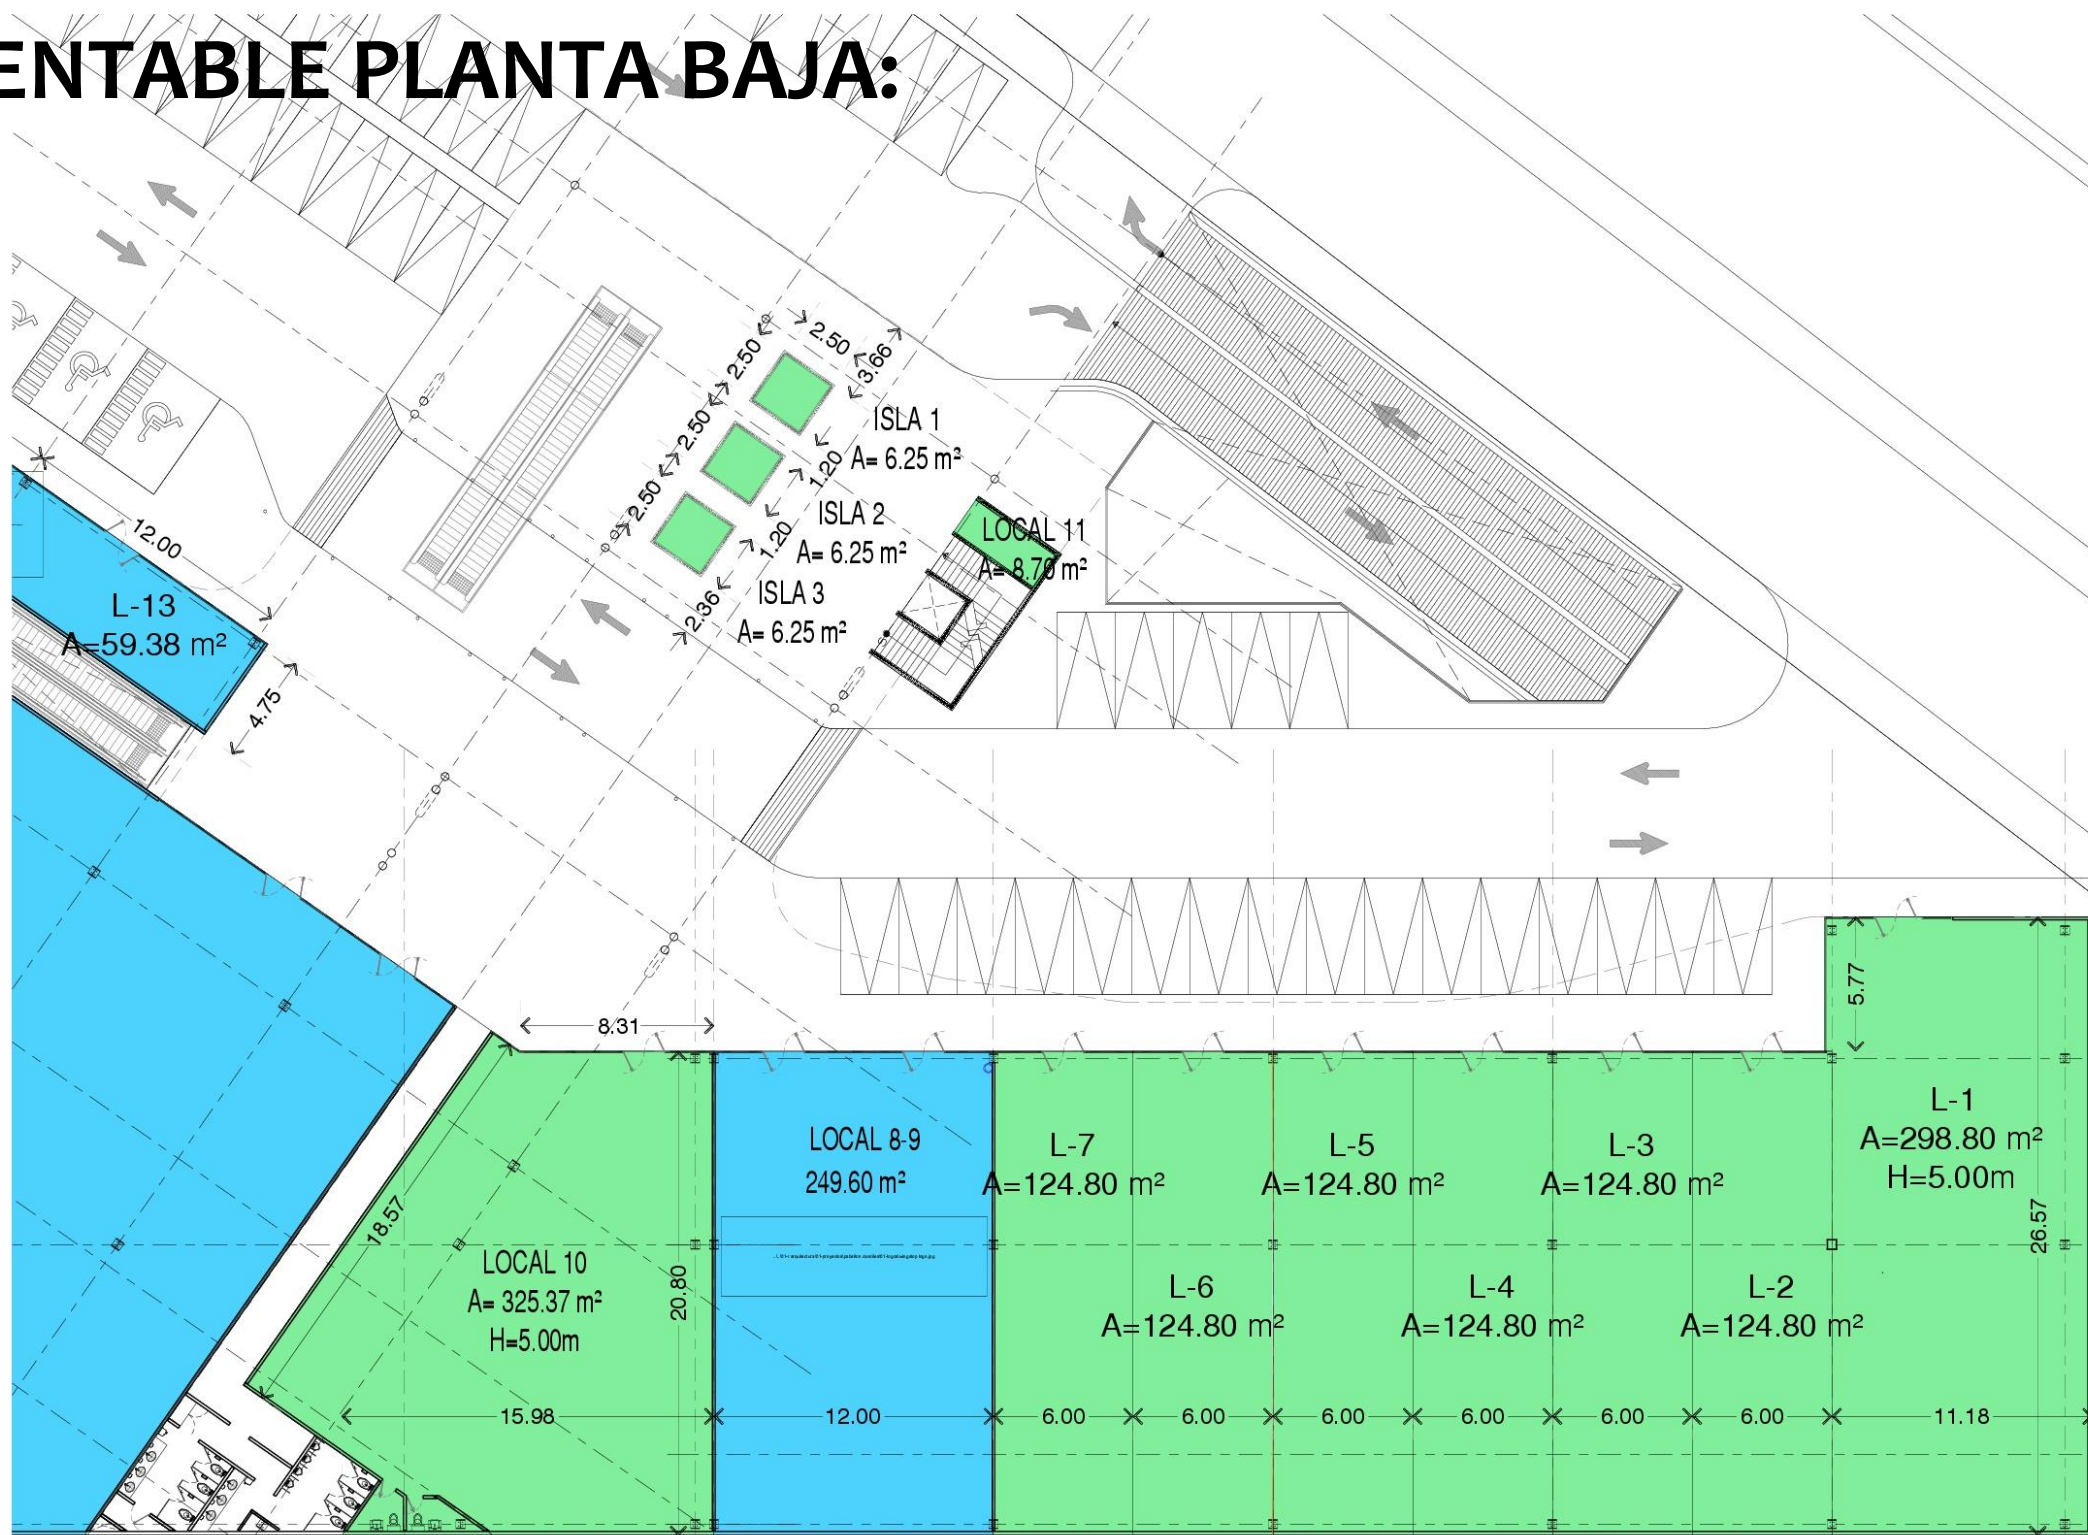 ENTABLE PLANTA BAJA:
2.50
3.66
2.50
ISLA 1
A= 6.25 m²
2.50
1.20
ISLA 2
A= 6.25 m²
2.50
1.20
ISLA 3
A= 6.25 m²
2.36
LOCAL 11
A= 8.70 m²
12.00
L-13
A=59.38 m²
4.75
8.31
5.77
L-1
A=298.80 m²
H=5.00m
26.57
LOCAL 8-9
249.60 m²
L-7
A=124.80 m²
L-5
A=124.80 m²
L-3
A=124.80 m²
18.57
LOCAL 10
A= 325.37 m²
H=5.00m
20.80
L-6
A=124.80 m²
L-4
A=124.80 m²
L-2
A=124.80 m²
15.98
12.00
6.00
6.00
6.00
6.00
6.00
6.00
11.18